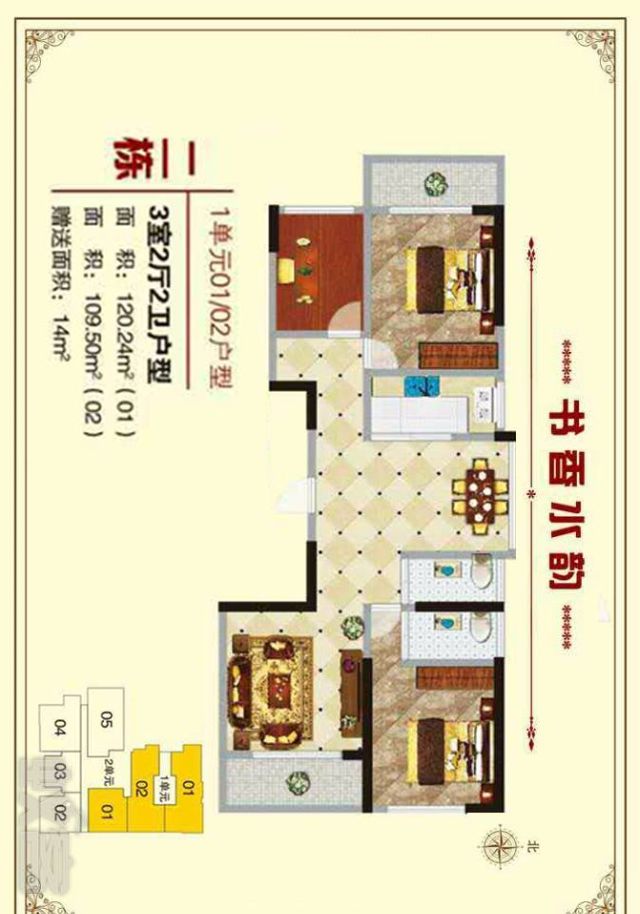 二栋
1单元01/02户型
3室2厅2卫户型
面 积：120.24m²（01）
面 积：109.50m²（02）
赠送面积：14m²
***** 书香水韵 *****
北
05
04
03
02
2单元
01
02
1单元
01